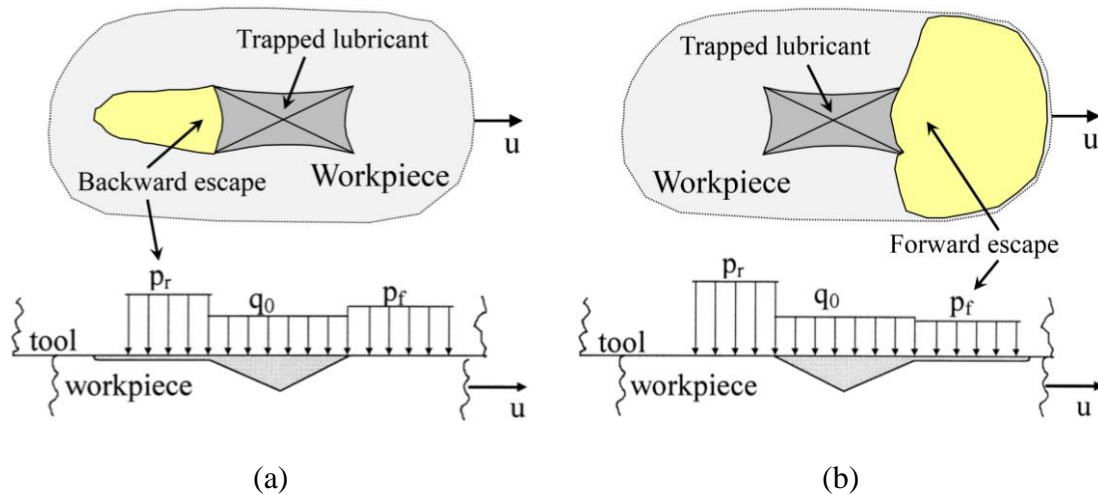 Trapped lubricant
u
Backward escape
Workpiece
p_r
q_0
p_f
tool
workpiece
u
(a)
Trapped lubricant
u
Workpiece
Forward escape
p_r
q_0
p_f
tool
workpiece
u
(b)